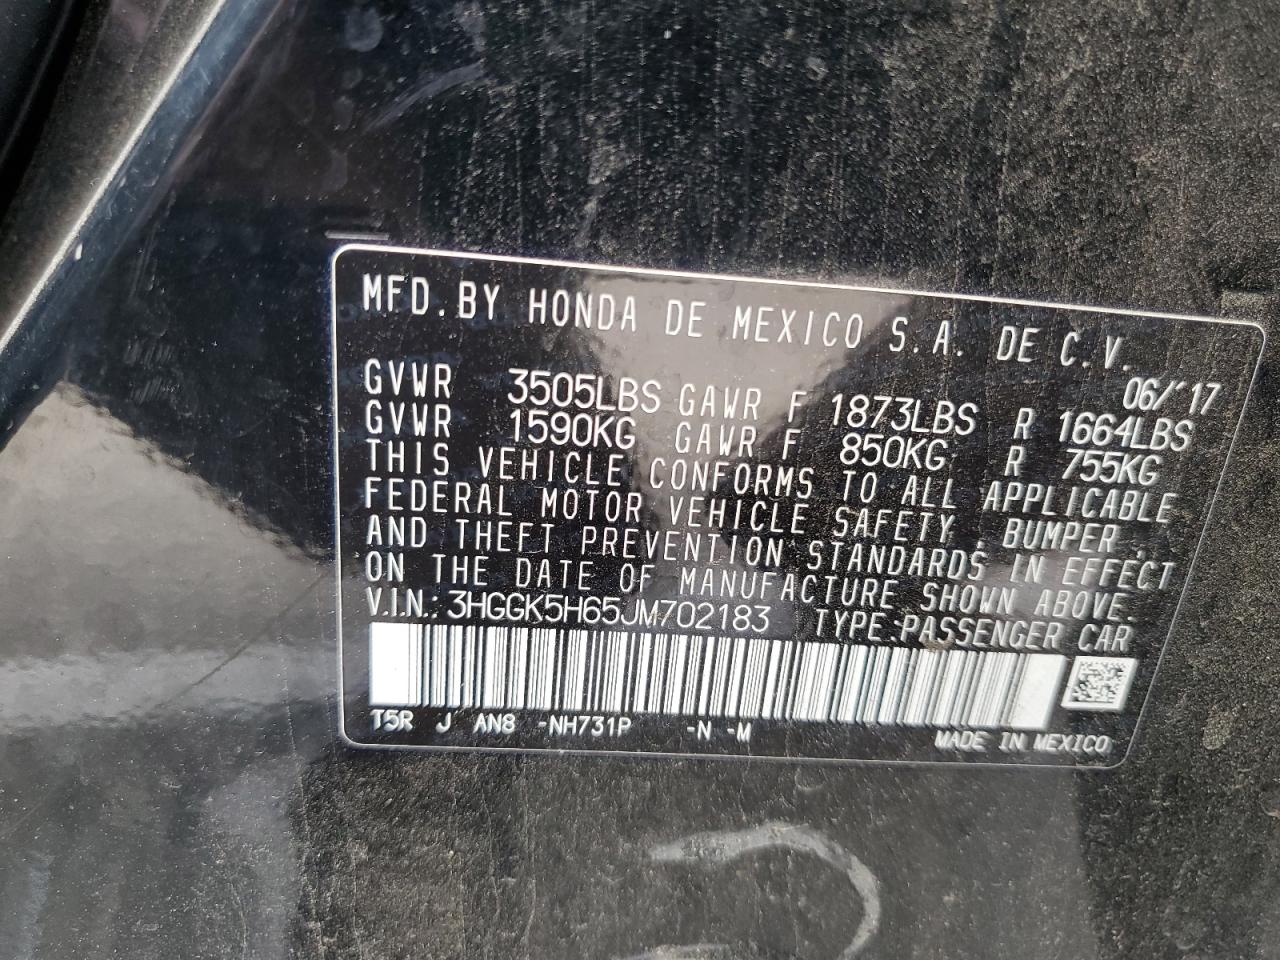 MFD.BY HONDA DE MEXICO S.A. DE C.V.
06/'17
GVWR 3505LBS GAWR F 1873LBS R 1664LBS
GVWR 1590KG GAWR F 850KG R 755KG
THIS VEHICLE CONFORMS TO ALL APPLICABLE
FEDERAL MOTOR VEHICLE SAFETY, BUMPER,
AND THEFT PREVENTION STANDARDS IN EFFECT
ON THE DATE OF MANUFACTURE SHOWN ABOVE.
V.I.N.: 3HGGK5H65JM702183 TYPE:PASSENGER CAR
T5R J AN8 -NH731P -N -M
MADE IN MEXICO